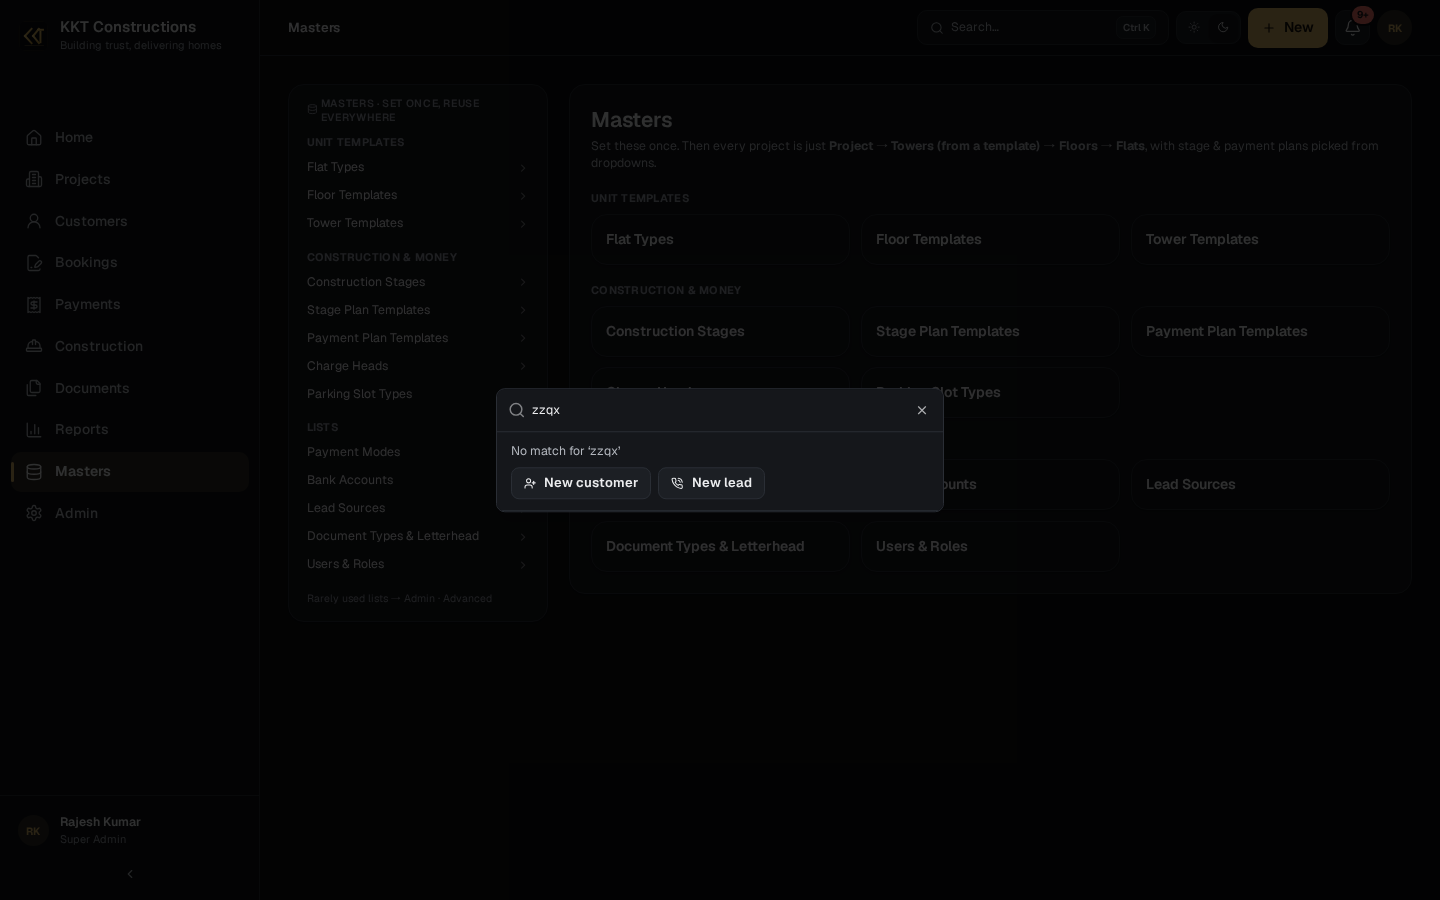 KKT Constructions
Building trust, delivering homes
Home
Projects
Customers
Bookings
Payments
Construction
Documents
Reports
Masters
Admin
RK
Rajesh Kumar
Super Admin
Masters
Search...
Ctrl K
New
9+
RK
MASTERS · SET ONCE, REUSE
EVERYWHERE
UNIT TEMPLATES
Flat Types
Floor Templates
Tower Templates
CONSTRUCTION & MONEY
Construction Stages
Stage Plan Templates
Payment Plan Templates
Charge Heads
Parking Slot Types
LISTS
Payment Modes
Bank Accounts
Lead Sources
Document Types & Letterhead
Users & Roles
Rarely used lists → Admin · Advanced
Masters
Set these once. Then every project is just Project → Towers (from a template) → Floors → Flats, with stage & payment plans picked from
dropdowns.
UNIT TEMPLATES
Flat Types
Floor Templates
Tower Templates
CONSTRUCTION & MONEY
Construction Stages
Stage Plan Templates
Payment Plan Templates
Slot Types
Lead Sources
Document Types & Letterhead
Users & Roles
zzqx
No match for ‘zzqx’
New customer
New lead